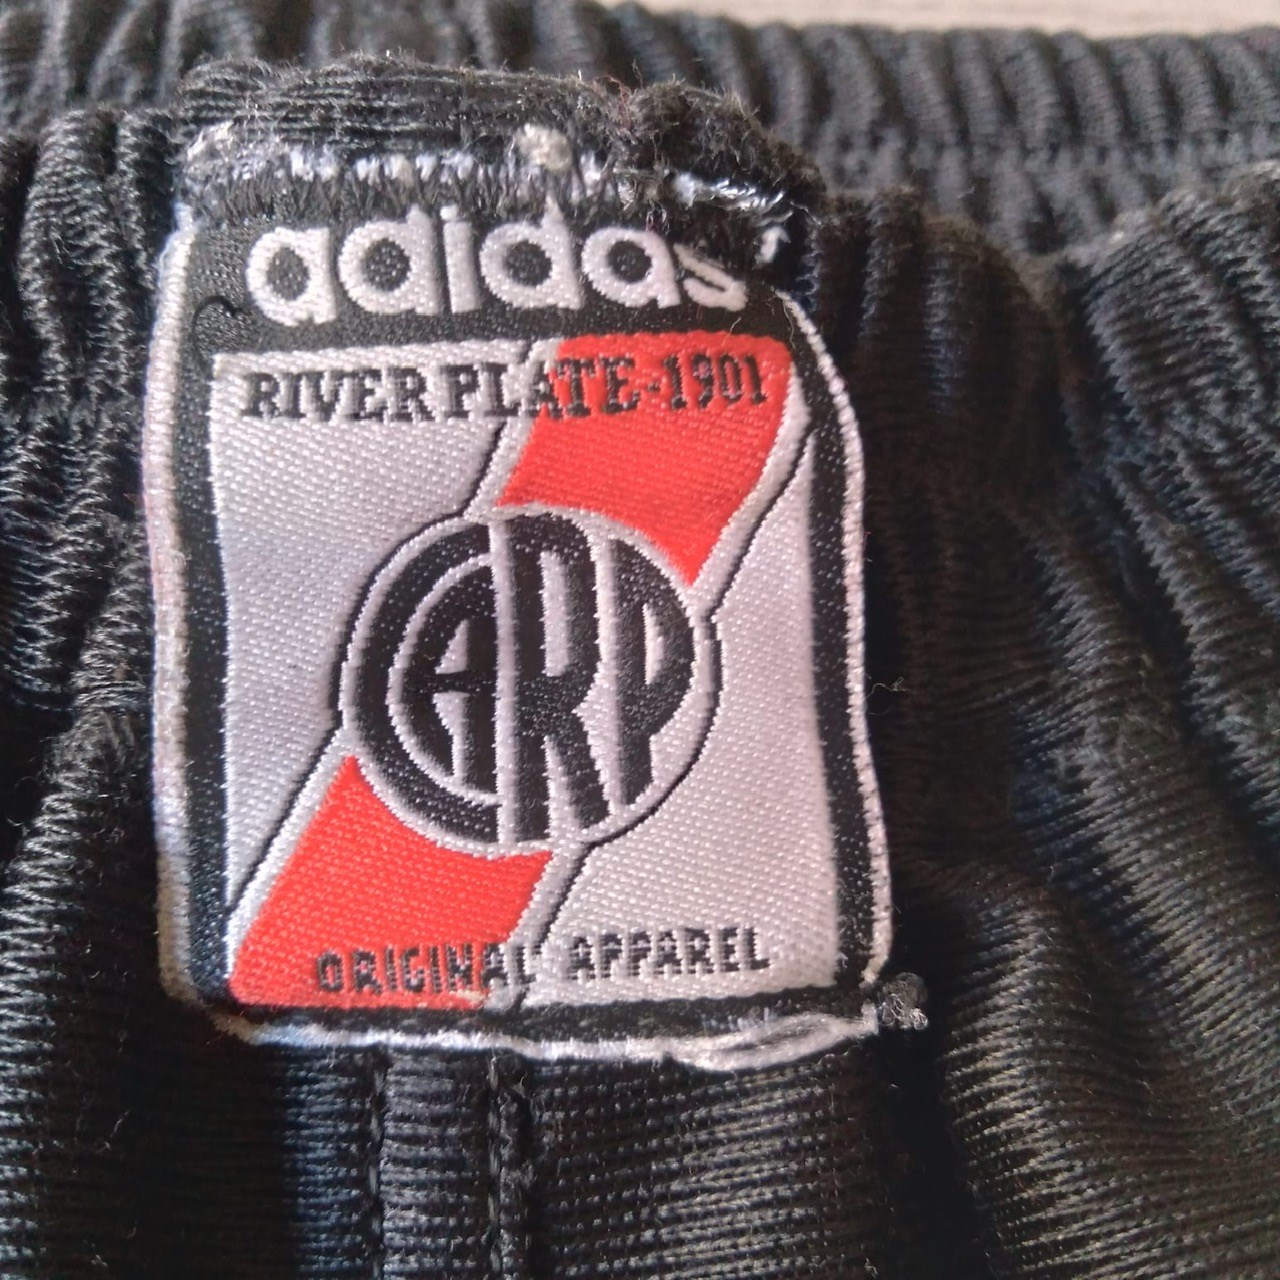 adidas
RIVER PLATE-1901
CARP
ORIGINAL APPAREL